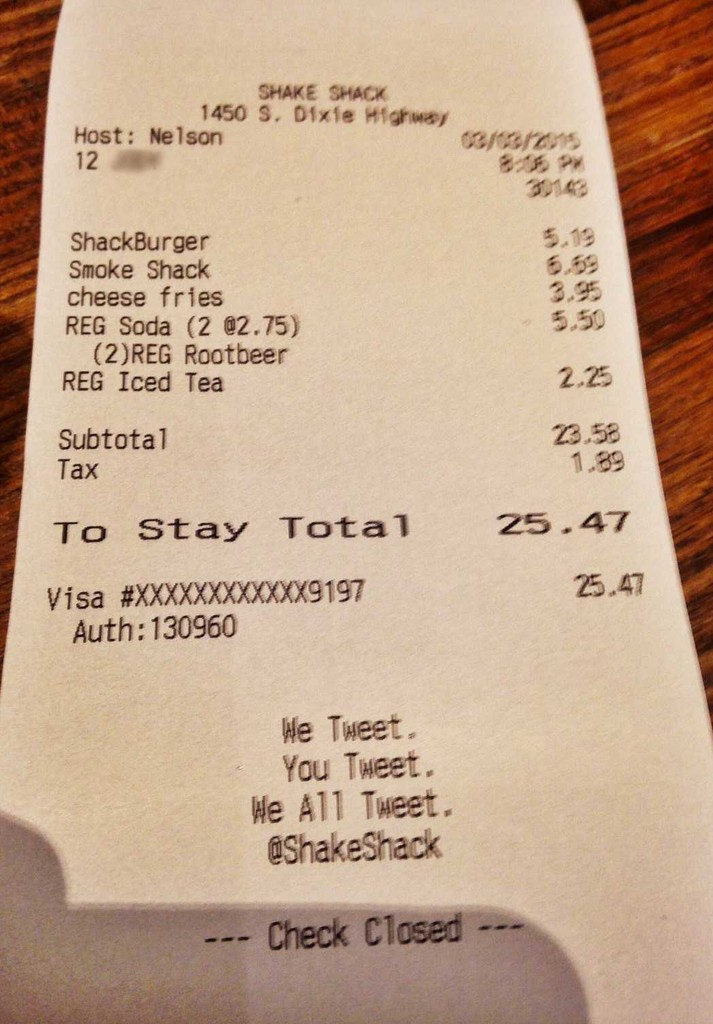 SHAKE SHACK
1450 S. Dixie Highway
Host: Nelson 03/03/2015
12 8:06 PM
30143
ShackBurger 5.19
Smoke Shack 6.69
cheese fries 3.95
REG Soda (2 @2.75) 5.50
(2)REG Rootbeer
REG Iced Tea 2.25
Subtotal 23.58
Tax 1.89
To Stay Total 25.47
Visa #XXXXXXXXXXXX9197 25.47
Auth:130960
We Tweet.
You Tweet.
We All Tweet.
@ShakeShack
--- Check Closed ---